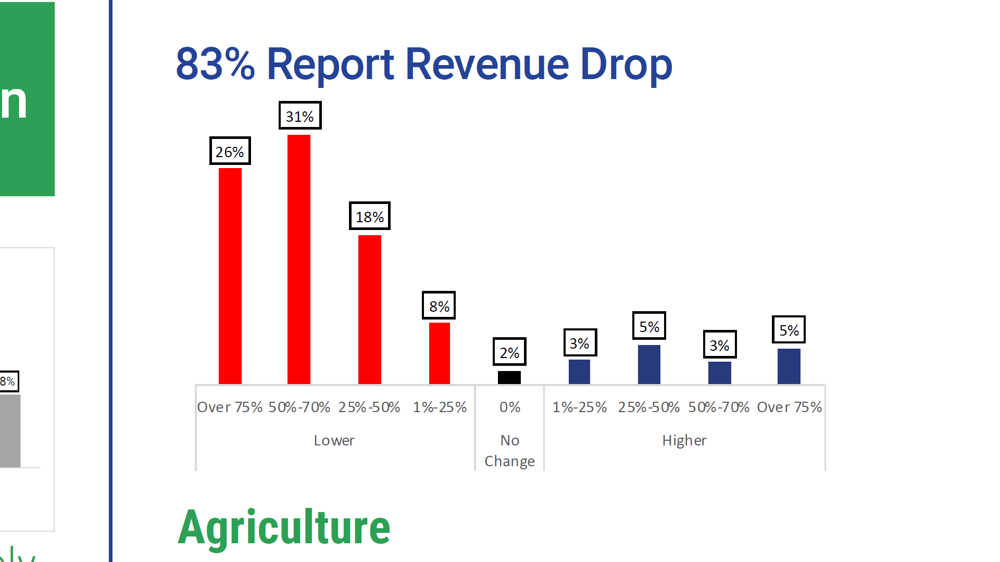 n
8%
83% Report Revenue Drop
31%
26%
18%
8%
2%
3%
5%
3%
5%
Over 75% 50%-70% 25%-50% 1%-25% 0% 1%-25% 25%-50% 50%-70% Over 75%
Lower No Change Higher
Agriculture